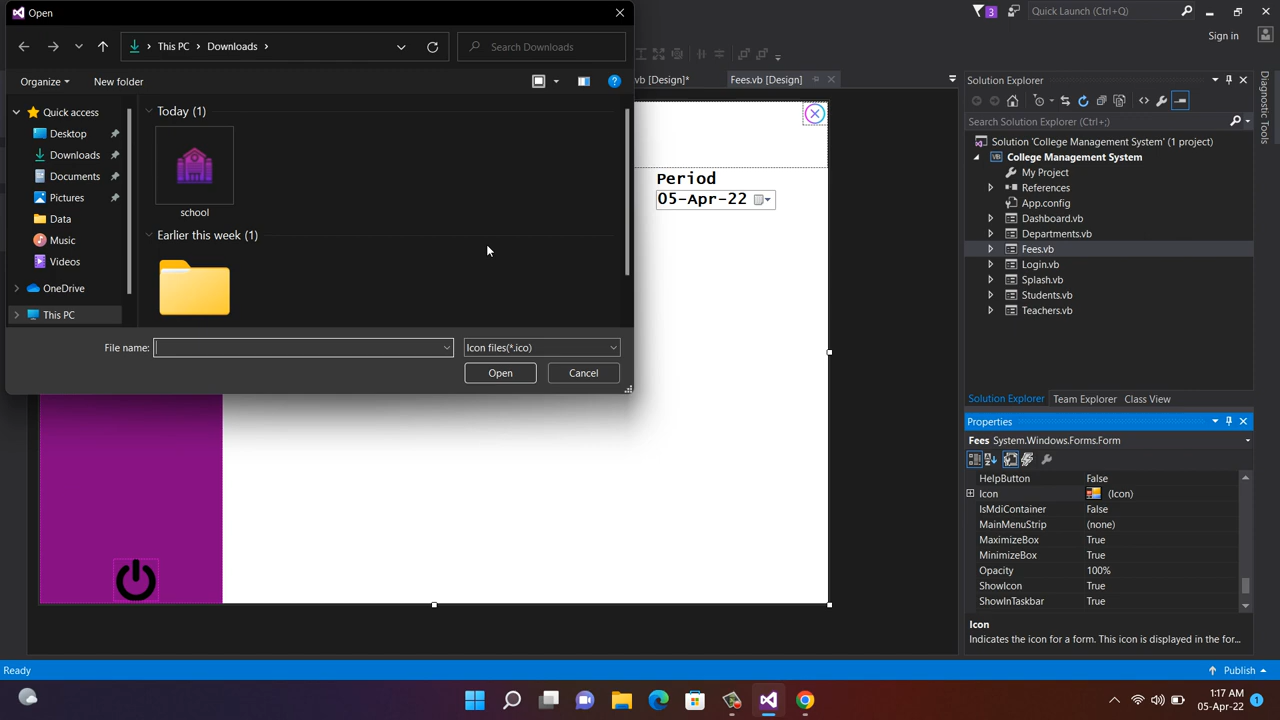 Open
3
Quick Launch (Ctrl+Q)
This PC
Downloads
Search Downloads
Sign in
Organize
New folder
vb [Design]*
Fees.vb [Design]
Solution Explorer
Diagnostic Tools
Quick access
Desktop
Downloads
Documents
Pictures
Data
Music
Videos
OneDrive
This PC
Today (1)
school
Earlier this week (1)
File name:
Icon files(*.ico)
Open
Cancel
Period
05-Apr-22
Search Solution Explorer (Ctrl+;)
Solution 'College Management System' (1 project)
VB
College Management System
My Project
References
App.config
Dashboard.vb
Departments.vb
Fees.vb
Login.vb
Splash.vb
Students.vb
Teachers.vb
Solution Explorer
Team Explorer
Class View
Properties
Fees System.Windows.Forms.Form
HelpButton False
Icon (Icon)
IsMdiContainer False
MainMenuStrip (none)
MaximizeBox True
MinimizeBox True
Opacity 100%
ShowIcon True
ShowInTaskbar True
Icon
Indicates the icon for a form. This icon is displayed in the for...
Ready
Publish
1:17 AM
05-Apr-22
1